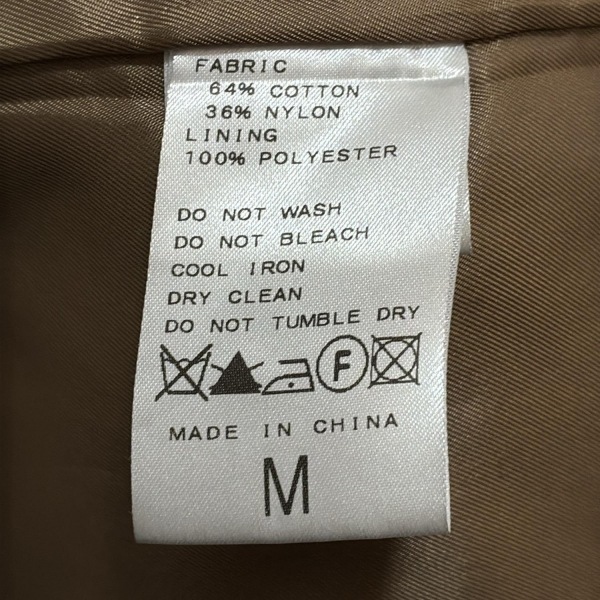 FABRIC
64% COTTON
36% NYLON
LINING
100% POLYESTER
DO NOT WASH
DO NOT BLEACH
COOL IRON
DRY CLEAN
DO NOT TUMBLE DRY
F
MADE IN CHINA
M